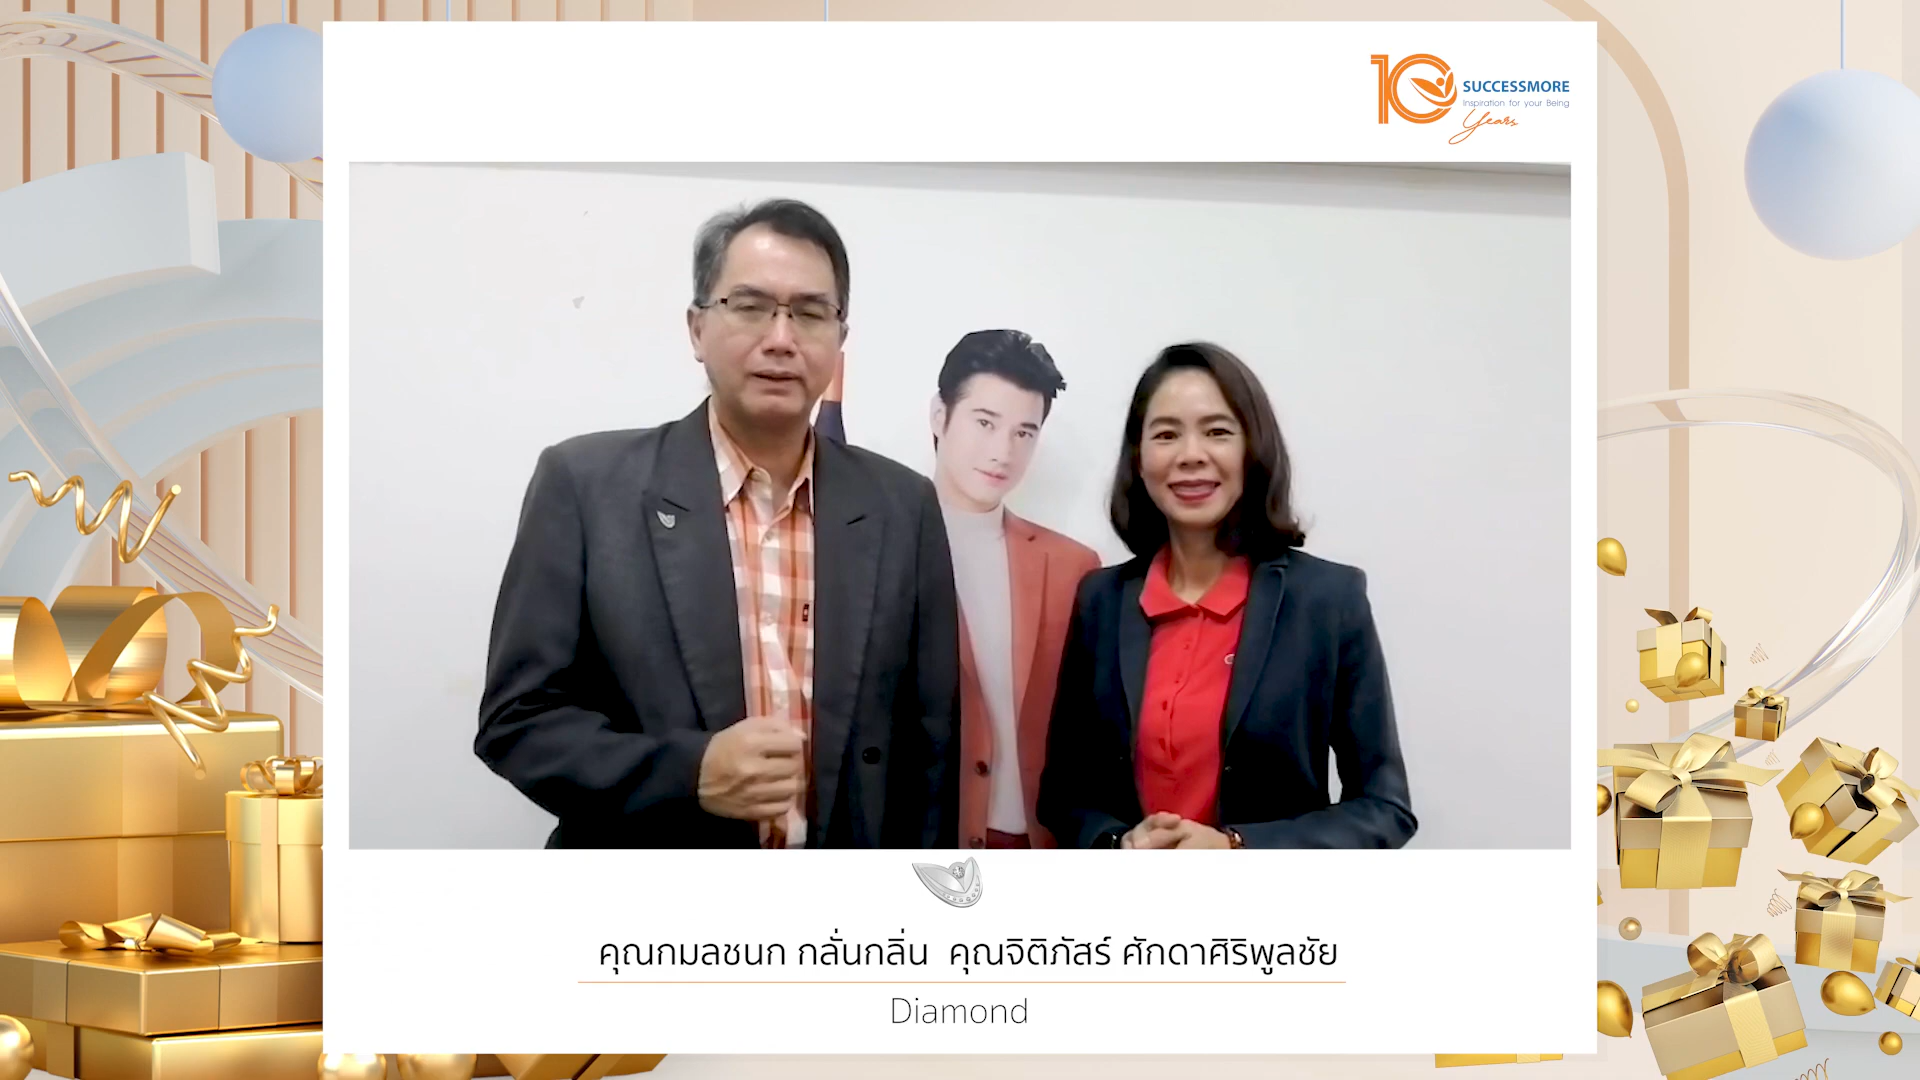 10 SUCCESSMORE
Inspiration for your Being
Years
คุณกมลชนก กลั่นกลิ่น คุณจิติภัสร์ ศักดาศิริพูลชัย
Diamond